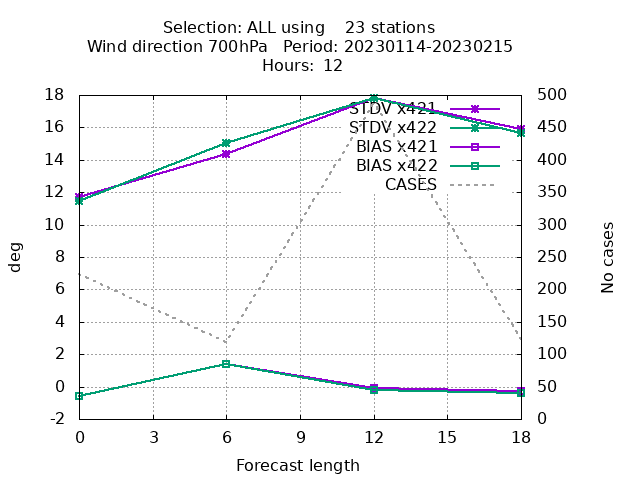 Selection: ALL using    23 stations
Wind direction 700hPa   Period: 20230114-20230215
Hours:  12
18
16
14
12
10
8
6
4
2
0
-2
deg
STDV x421
STDV x422
BIAS x421
BIAS x422
CASES
500
450
400
350
300
250
200
150
100
50
0
No cases
0 3 6 9 12 15 18
Forecast length